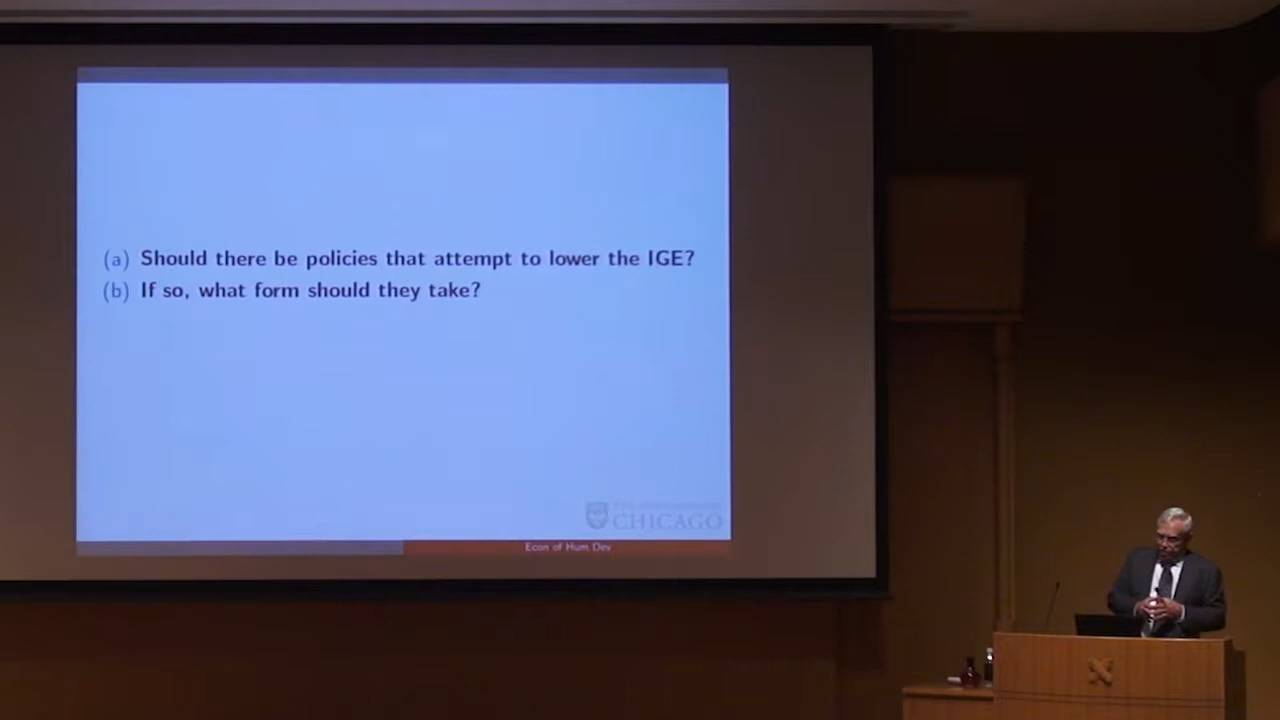 (a) Should there be policies that attempt to lower the IGE?
(b) If so, what form should they take?
CHICAGO
Econ of Hum Dev